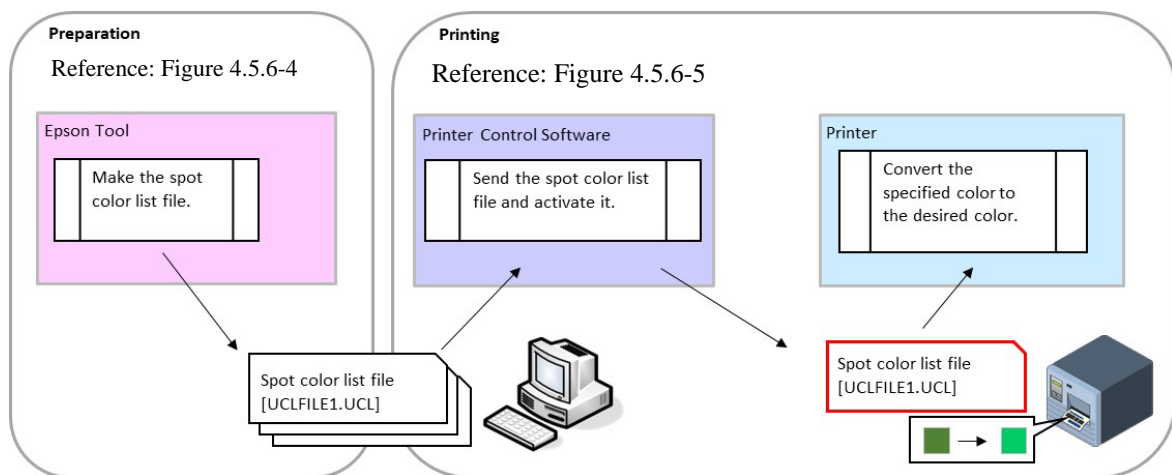 Preparation
Reference: Figure 4.5.6-4
Epson Tool
Make the spot
color list file.
Spot color list file
[UCLFILE1.UCL]
Printing
Reference: Figure 4.5.6-5
Printer Control Software
Send the spot color list
file and activate it.
Printer
Convert the
specified color to
the desired color.
Spot color list file
[UCLFILE1.UCL]